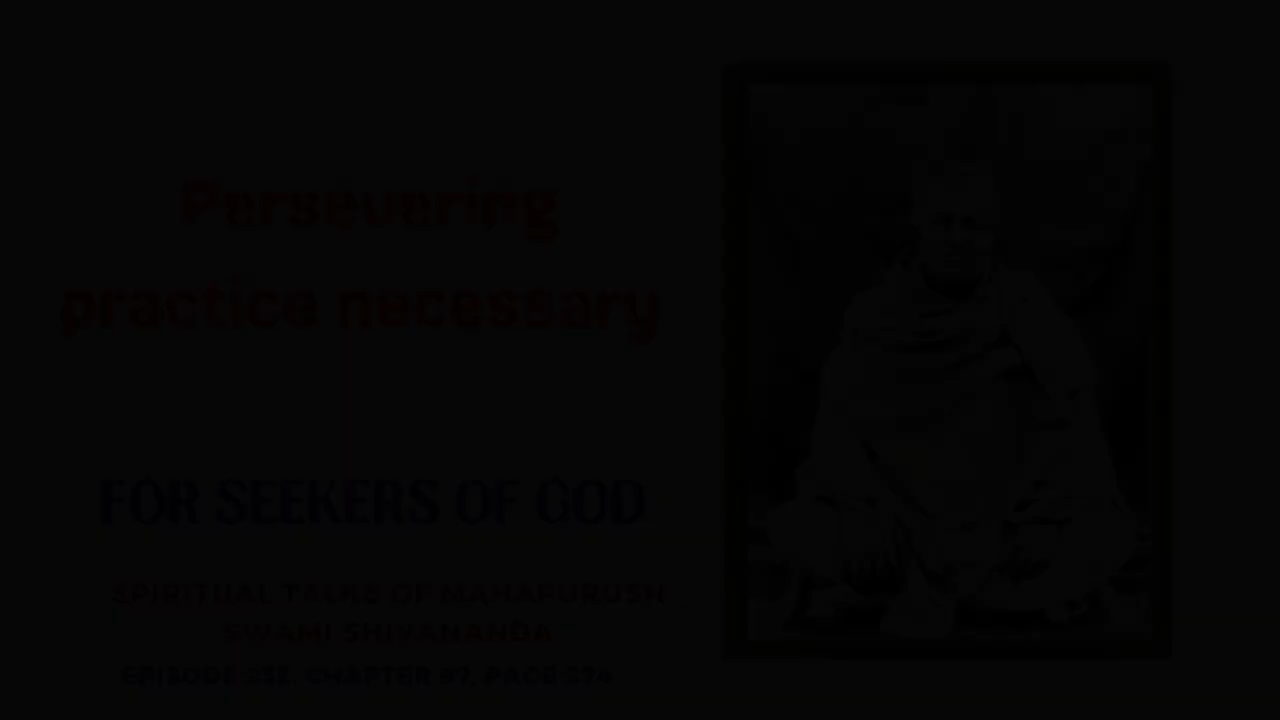 Persevering
practice necessary
FOR SEEKERS OF GOD
SPIRITUAL TALKS OF MAHAPURUSH
SWAMI SHIVANANDA
EPISODE CHAPTER PAGE